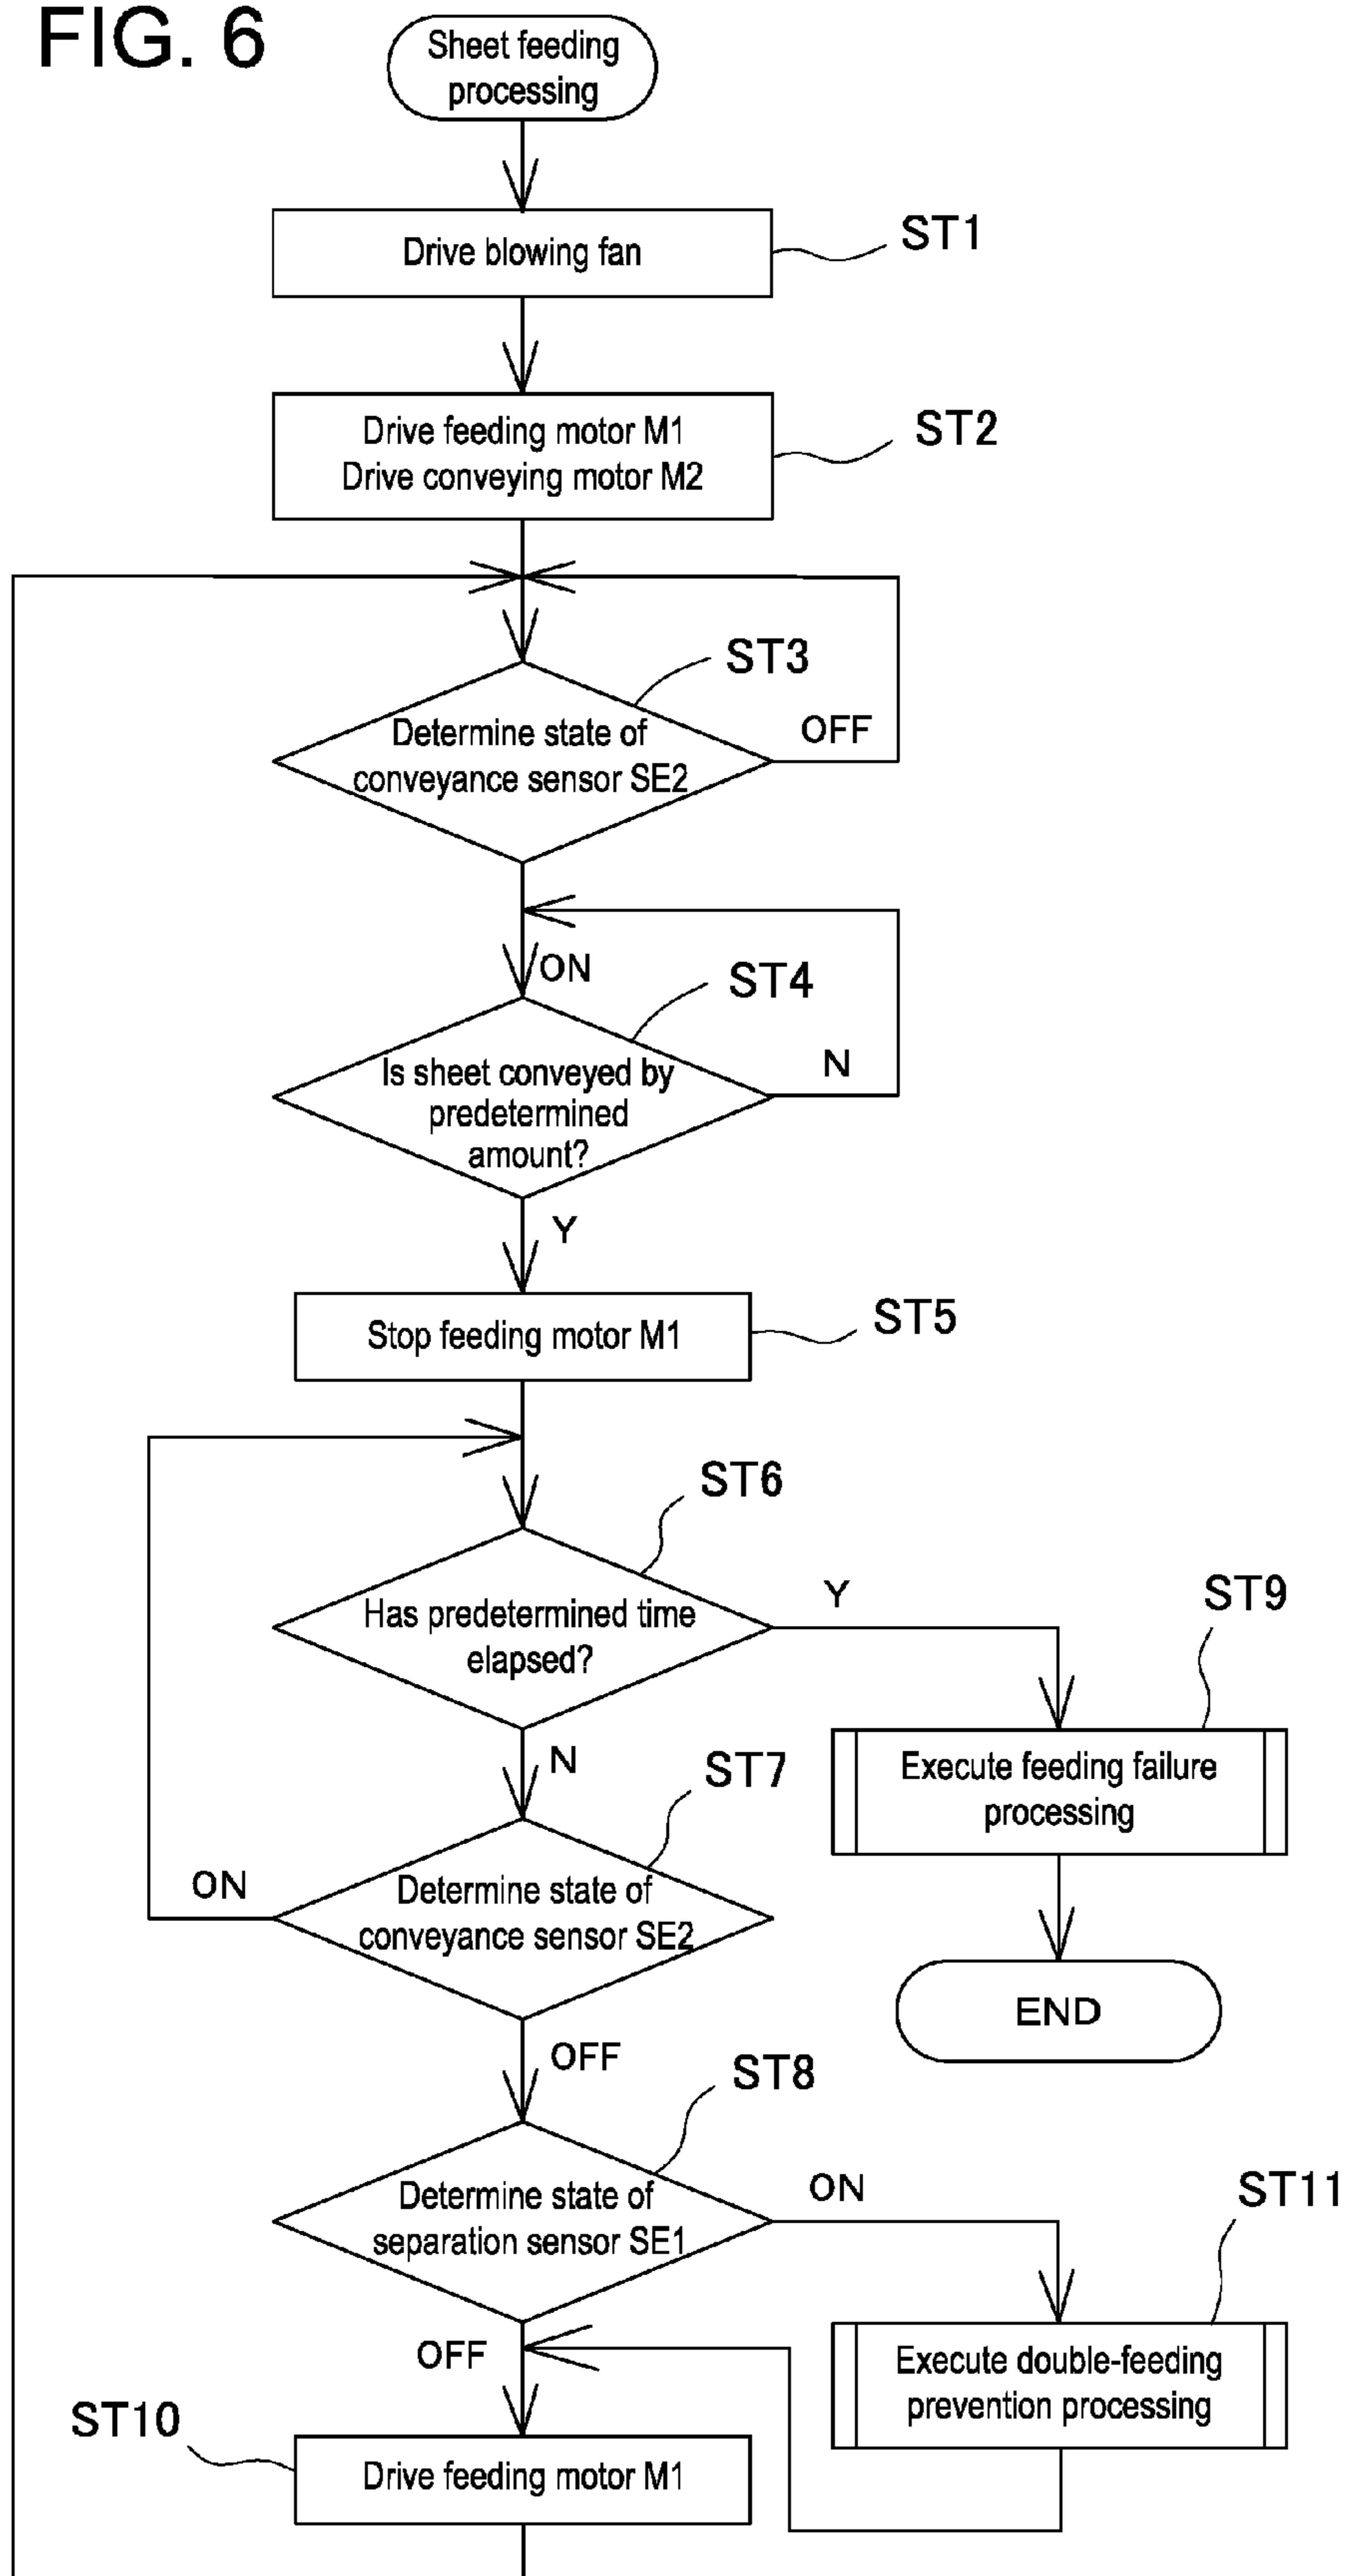 FIG. 6
Sheet feeding
processing
Drive blowing fan
ST1
Drive feeding motor M1
Drive conveying motor M2
ST2
ST3
Determine state of
conveyance sensor SE2
OFF
ON
ST4
Is sheet conveyed by
predetermined
amount?
N
Y
Stop feeding motor M1
ST5
ST6
Has predetermined time
elapsed?
Y
ST9
Execute feeding failure
processing
N
ST7
Determine state of
conveyance sensor SE2
ON
END
OFF
ST8
Determine state of
separation sensor SE1
ON
ST11
Execute double-feeding
prevention processing
OFF
ST10
Drive feeding motor M1